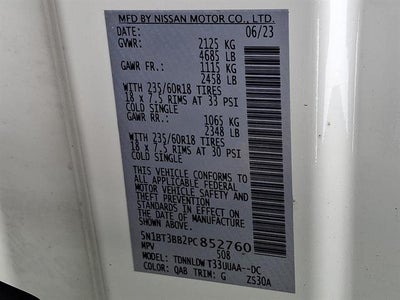 MFD BY NISSAN MOTOR CO., LTD.
DATE: 06/23
GVWR: 2125 KG
4685 LB
GAWR FR.: 1115 KG
2458 LB
WITH 235/60R18 TIRES
18 x 7.5 RIMS AT 33 PSI
COLD SINGLE
GAWR RR.: 1065 KG
2348 LB
WITH 235/60R18 TIRES
18 x 7.5 RIMS AT 30 PSI
COLD SINGLE
THIS VEHICLE CONFORMS
TO ALL APPLICABLE FEDERAL
MOTOR VEHICLE SAFETY AND
THEFT PREVENTION
STANDARDS IN EFFECT ON
THE DATE OF MANUFACTURE
SHOWN ABOVE.
5N1BT3BB2PC852760
MPV 508
MODEL: TDNNLDWT33UUAA--DC
COLOR: QAB TRIM: G ZS30A